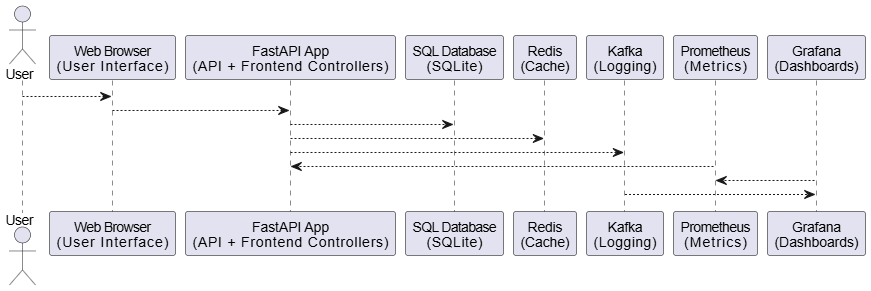 User
Web Browser
(User Interface)
FastAPI App
(API + Frontend Controllers)
SQL Database
(SQLite)
Redis
(Cache)
Kafka
(Logging)
Prometheus
(Metrics)
Grafana
(Dashboards)
User
Web Browser
(User Interface)
FastAPI App
(API + Frontend Controllers)
SQL Database
(SQLite)
Redis
(Cache)
Kafka
(Logging)
Prometheus
(Metrics)
Grafana
(Dashboards)